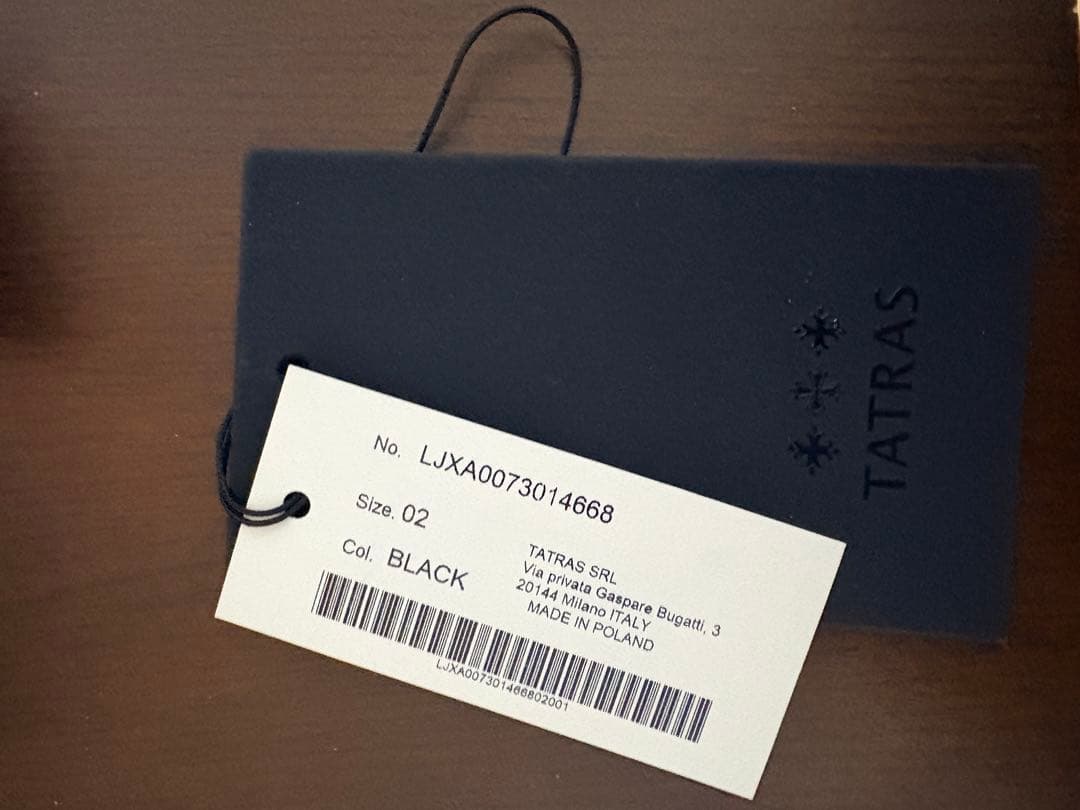 TATRAS
No. LJXA0073014668
Size. 02
Col. BLACK
TATRAS SRL
Via privata Gaspare Bugatti, 3
20144 Milano ITALY
MADE IN POLAND
LJXA007301466802001